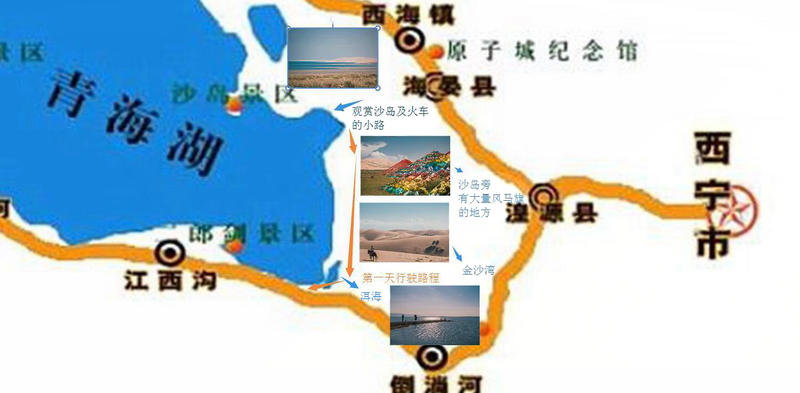 西海镇
原子城纪念馆
景区
海晏县
沙岛景区
观赏沙岛及火车
的小路
青海湖
西宁市
沙岛旁
有大量风马旗
的地方
湟源县
河
郎剑景区
江西沟
金沙湾
第一天行驶路程
洱海
倒淌河